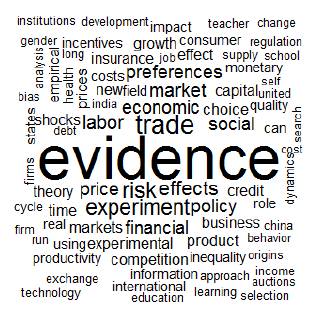 institutions development impact teacher change
gender incentives growth consumer regulation
analysis empirical long health prices insurance job effect supply school
costs preferences monetary
bias india newfield market capital self united
states shocks economic choice quality
debt labor trade social can search
evidence cost
firms theory price risk effects credit dynamics
cycle time experiment policy role
firm real markets financial business china
run using experimental product behavior
productivity competition inequality origins
exchange information approach income
technology international learning auctions
education selection